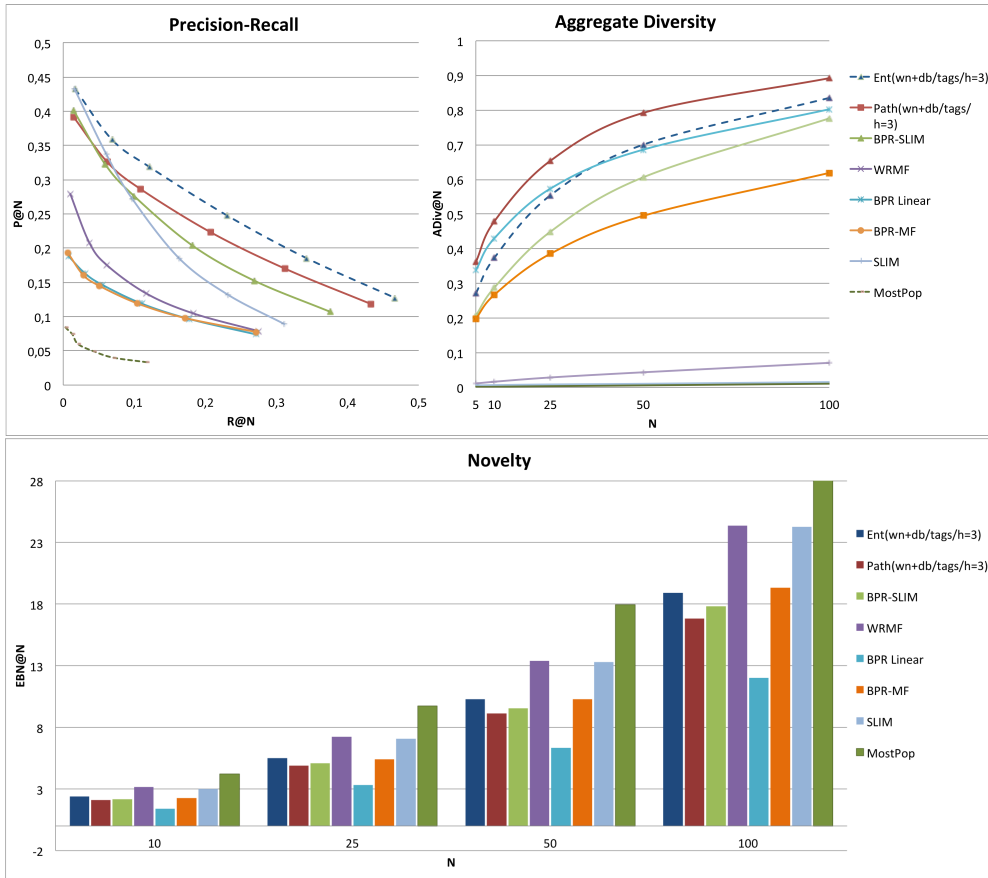 Precision-Recall
0,5
0,45
0,4
0,35
0,3
0,25
0,2
0,15
0,1
0,05
0
P@N
0 0,1 0,2 0,3 0,4 0,5
R@N
Aggregate Diversity
1
0,9
0,8
0,7
0,6
0,5
0,4
0,3
0,2
0,1
0
ADiv@N
5 10 25 50 100
N
Ent(wn+db/tags/h=3)
Path(wn+db/tags/
h=3)
BPR-SLIM
WRMF
BPR Linear
BPR-MF
SLIM
MostPop
Novelty
28
23
18
13
8
3
-2
EBN@N
10 25 50 100
N
Ent(wn+db/tags/h=3)
Path(wn+db/tags/h=3)
BPR-SLIM
WRMF
BPR Linear
BPR-MF
SLIM
MostPop